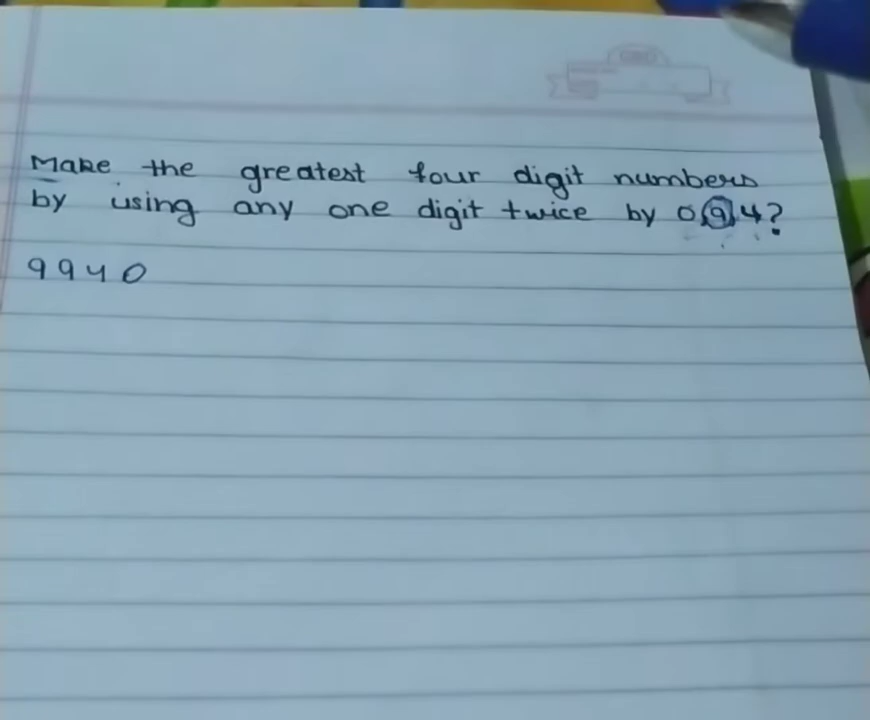 Make the greatest four digit numbers
by using any one digit twice by 0,9,4?
9940